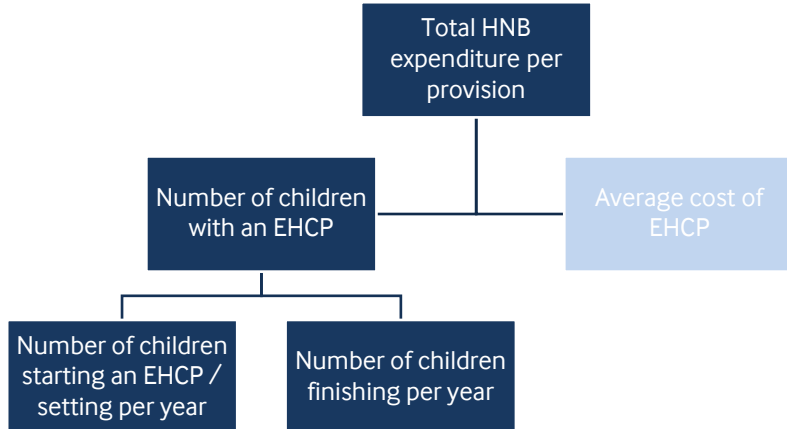 Total HNB
expenditure per
provision
Number of children
with an EHCP
Average cost of
EHCP
Number of children
starting an EHCP /
setting per year
Number of children
finishing per year